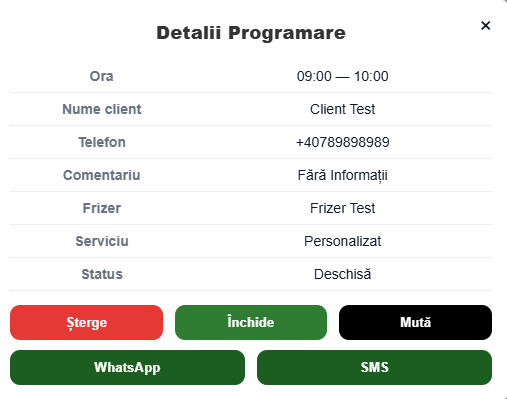 Detalii Programare
×
Ora 09:00 — 10:00
Nume client Client Test
Telefon +40789898989
Comentariu Fără Informații
Frizer Frizer Test
Serviciu Personalizat
Status Deschisă
Șterge Închide Mută
WhatsApp SMS